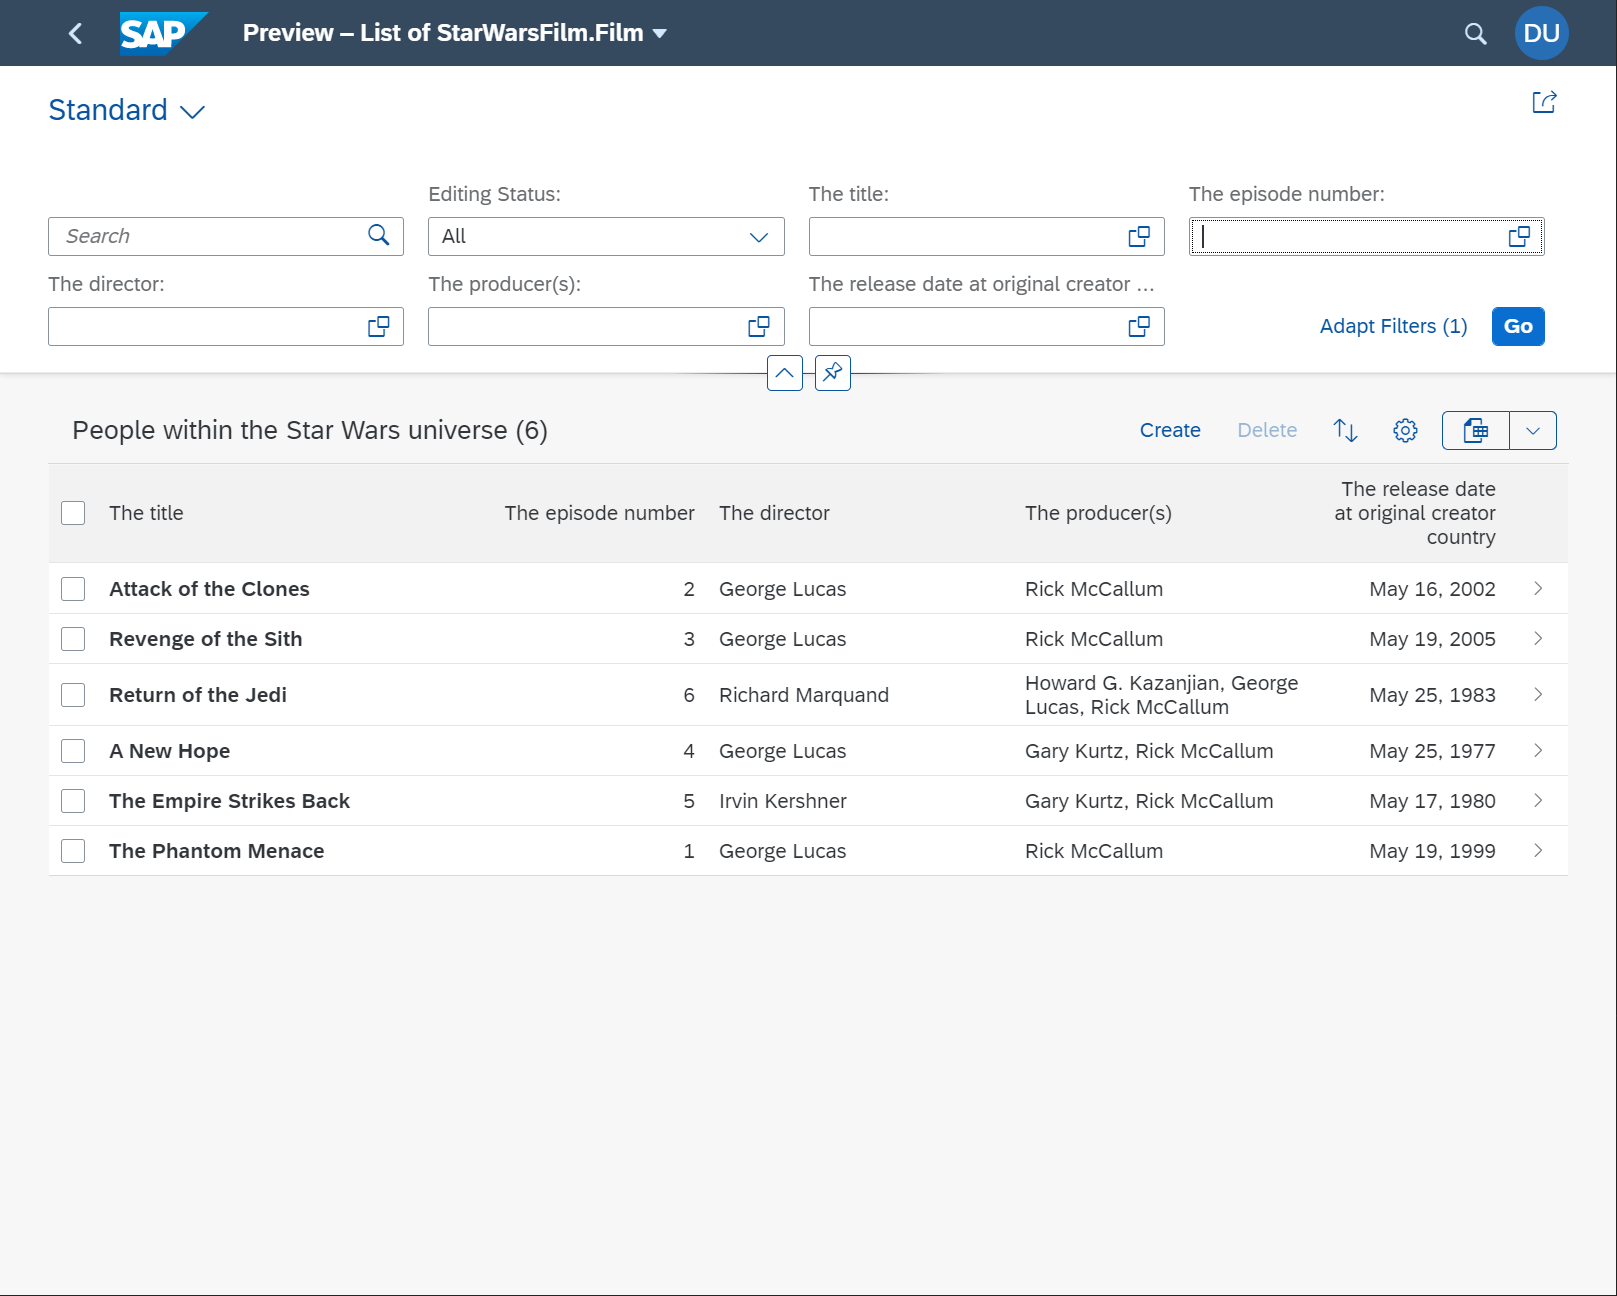 SAP Preview – List of StarWarsFilm.Film DU
Standard
Editing Status: The title: The episode number:
Search All
The director: The producer(s): The release date at original creator ...
Adapt Filters (1) Go
People within the Star Wars universe (6) Create Delete
The title The episode number The director The producer(s) The release date
at original creator
country
Attack of the Clones 2 George Lucas Rick McCallum May 16, 2002
Revenge of the Sith 3 George Lucas Rick McCallum May 19, 2005
Return of the Jedi 6 Richard Marquand Howard G. Kazanjian, George
Lucas, Rick McCallum May 25, 1983
A New Hope 4 George Lucas Gary Kurtz, Rick McCallum May 25, 1977
The Empire Strikes Back 5 Irvin Kershner Gary Kurtz, Rick McCallum May 17, 1980
The Phantom Menace 1 George Lucas Rick McCallum May 19, 1999